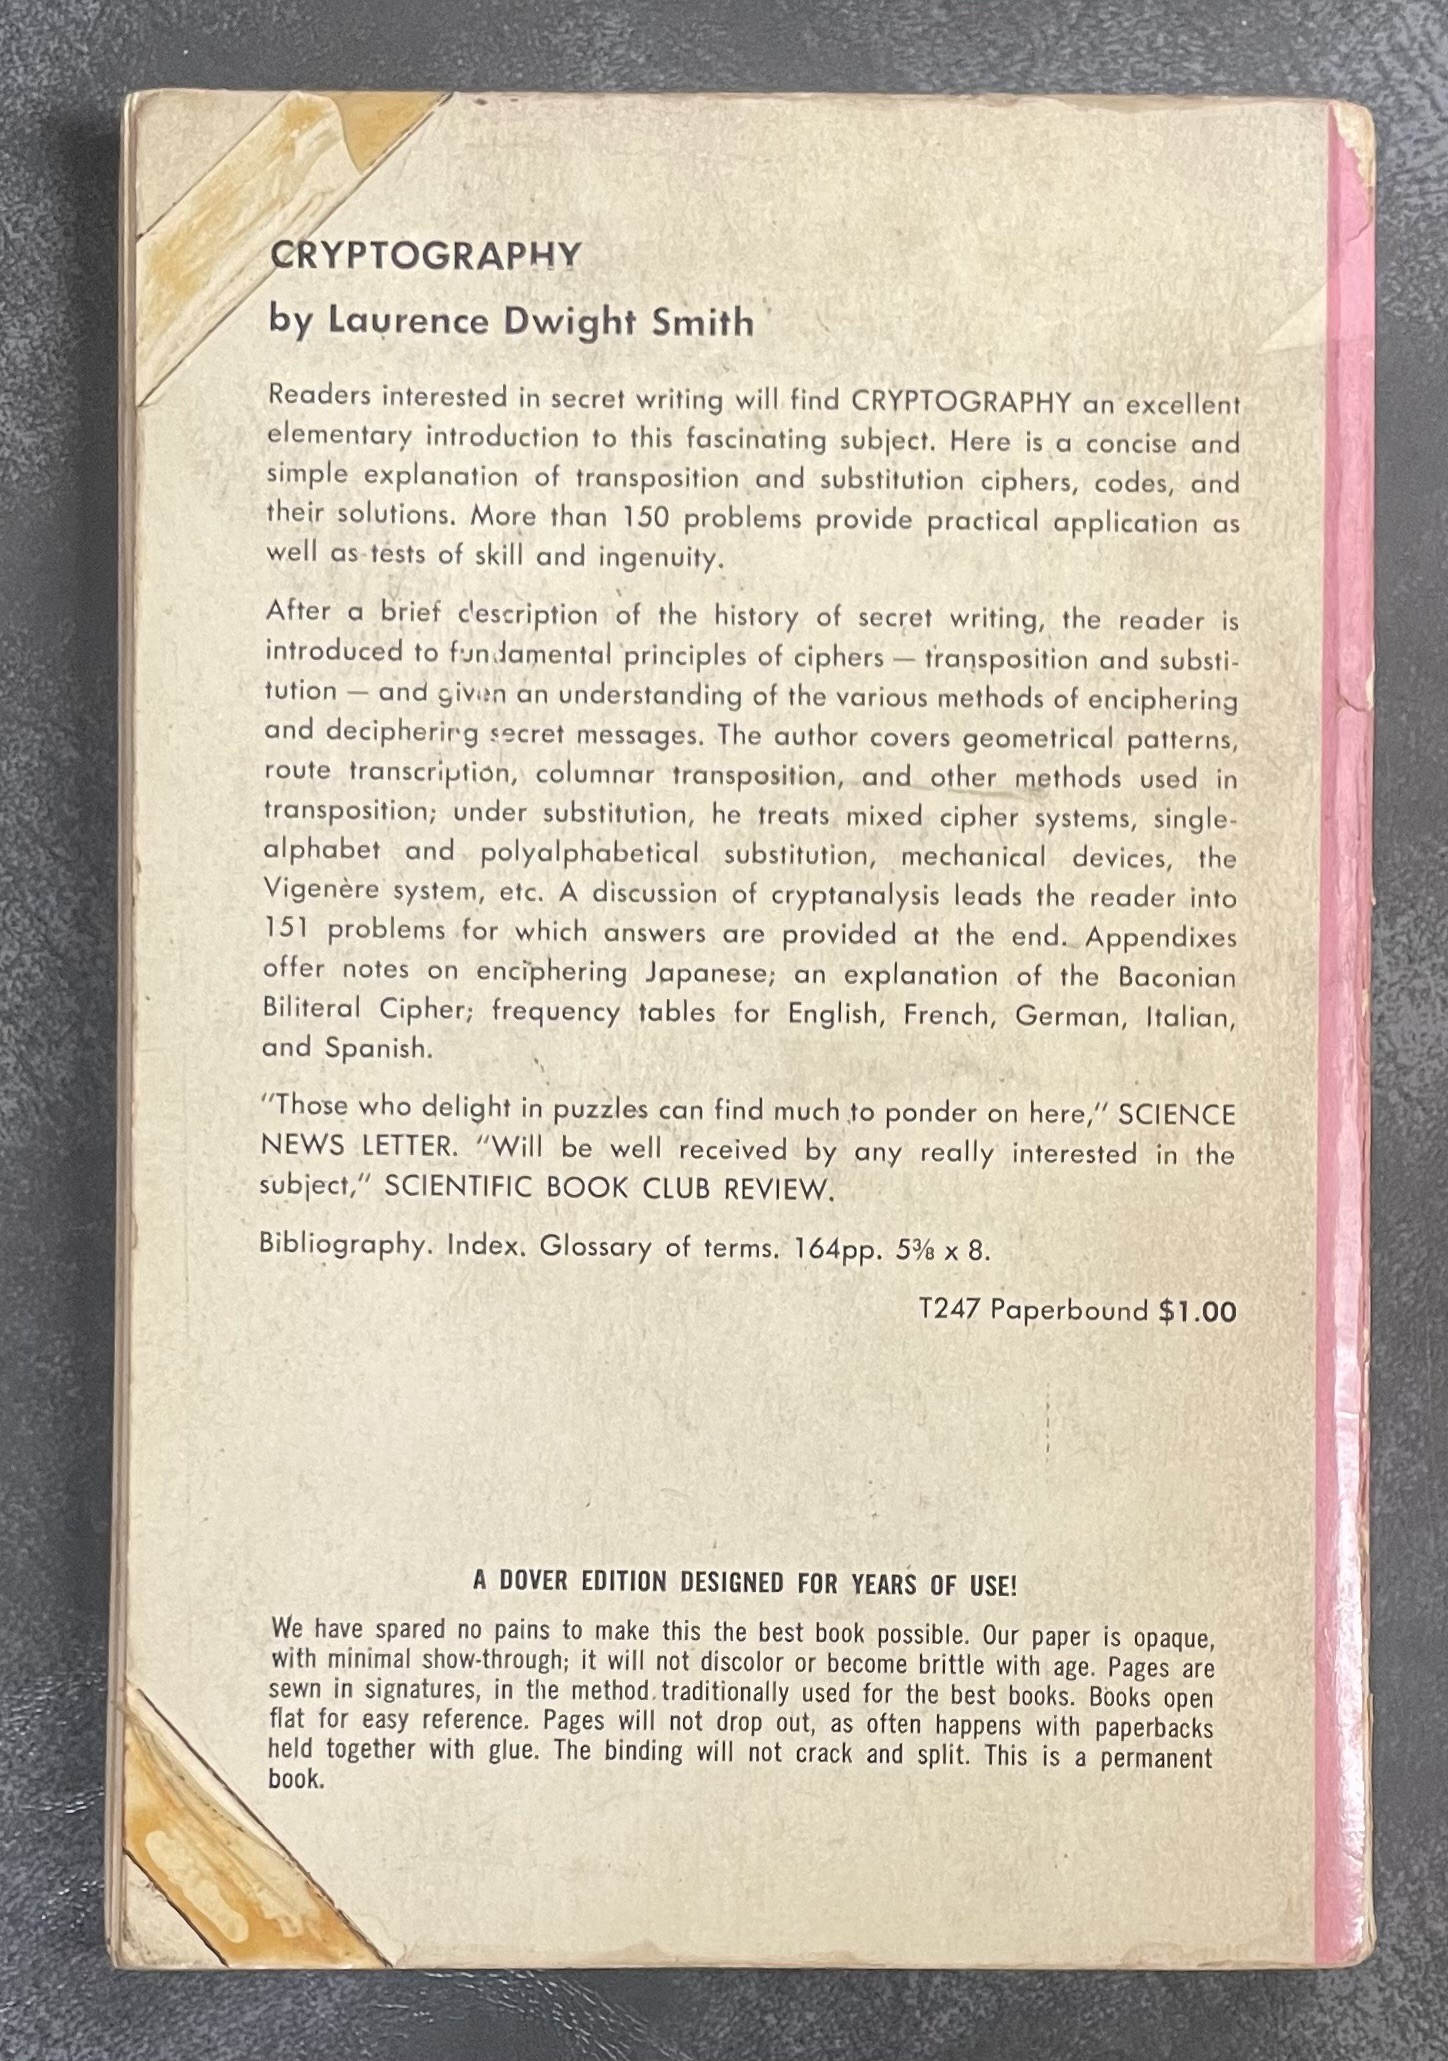 CRYPTOGRAPHY
by Laurence Dwight Smith
Readers interested in secret writing will find CRYPTOGRAPHY an excellent
elementary introduction to this fascinating subject. Here is a concise and
simple explanation of transposition and substitution ciphers, codes, and
their solutions. More than 150 problems provide practical application as
well as tests of skill and ingenuity.
After a brief description of the history of secret writing, the reader is
introduced to fundamental principles of ciphers — transposition and substi-
tution — and given an understanding of the various methods of enciphering
and deciphering secret messages. The author covers geometrical patterns,
route transcription, columnar transposition, and other methods used in
transposition; under substitution, he treats mixed cipher systems, single-
alphabet and polyalphabetical substitution, mechanical devices, the
Vigenère system, etc. A discussion of cryptanalysis leads the reader into
151 problems for which answers are provided at the end. Appendixes
offer notes on enciphering Japanese; an explanation of the Baconian
Biliteral Cipher; frequency tables for English, French, German, Italian,
and Spanish.
"Those who delight in puzzles can find much to ponder on here," SCIENCE
NEWS LETTER. "Will be well received by any really interested in the
subject," SCIENTIFIC BOOK CLUB REVIEW.
Bibliography. Index. Glossary of terms. 164pp. 5⅜ x 8.
T247 Paperbound $1.00
A DOVER EDITION DESIGNED FOR YEARS OF USE!
We have spared no pains to make this the best book possible. Our paper is opaque,
with minimal show-through; it will not discolor or become brittle with age. Pages are
sewn in signatures, in the method traditionally used for the best books. Books open
flat for easy reference. Pages will not drop out, as often happens with paperbacks
held together with glue. The binding will not crack and split. This is a permanent
book.